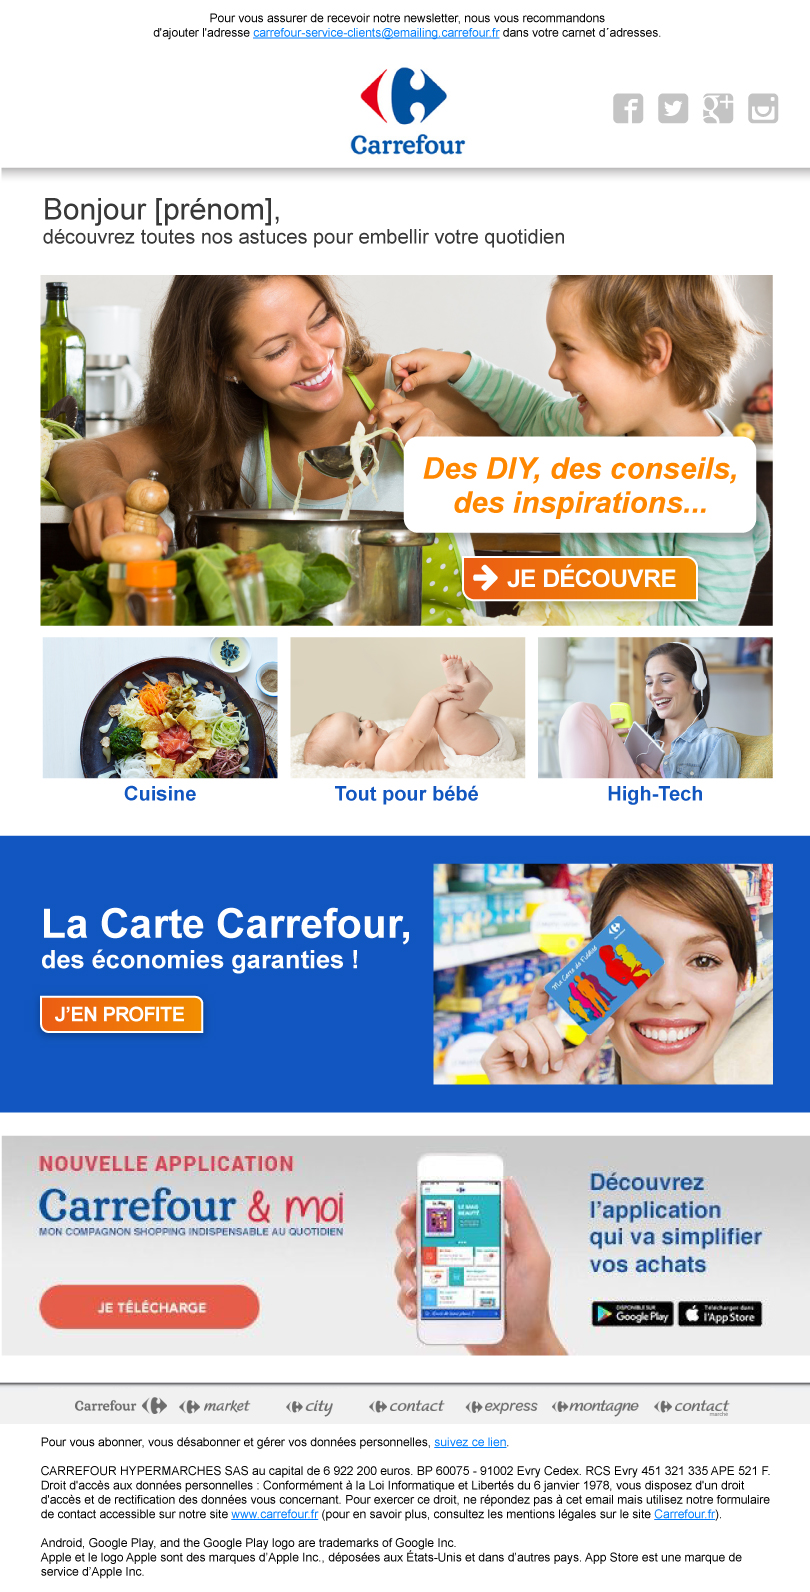 Pour vous assurer de recevoir notre newsletter, nous vous recommandons
d'ajouter l'adresse carrefour-service-clients@emailing.carrefour.fr dans votre carnet d´adresses.
Carrefour
Bonjour [prénom],
découvrez toutes nos astuces pour embellir votre quotidien
Des DIY, des conseils,
des inspirations...
JE DÉCOUVRE
Cuisine
Tout pour bébé
High-Tech
La Carte Carrefour,
des économies garanties !
J'EN PROFITE
Ma Carte de Fidélité
NOUVELLE APPLICATION
Carrefour & moi
MON COMPAGNON SHOPPING INDISPENSABLE AU QUOTIDIEN
JE TÉLÉCHARGE
Découvrez
l'application
qui va simplifier
vos achats
DISPONIBLE SUR
Google Play
Télécharger dans
l'App Store
Carrefour market city contact express montagne contact
marché
Pour vous abonner, vous désabonner et gérer vos données personnelles, suivez ce lien.
CARREFOUR HYPERMARCHES SAS au capital de 6 922 200 euros. BP 60075 - 91002 Evry Cedex. RCS Evry 451 321 335 APE 521 F.
Droit d'accès aux données personnelles : Conformément à la Loi Informatique et Libertés du 6 janvier 1978, vous disposez d'un droit
d'accès et de rectification des données vous concernant. Pour exercer ce droit, ne répondez pas à cet email mais utilisez notre formulaire
de contact accessible sur notre site www.carrefour.fr (pour en savoir plus, consultez les mentions légales sur le site Carrefour.fr).
Android, Google Play, and the Google Play logo are trademarks of Google Inc.
Apple et le logo Apple sont des marques d'Apple Inc., déposées aux États-Unis et dans d'autres pays. App Store est une marque de
service d'Apple Inc.